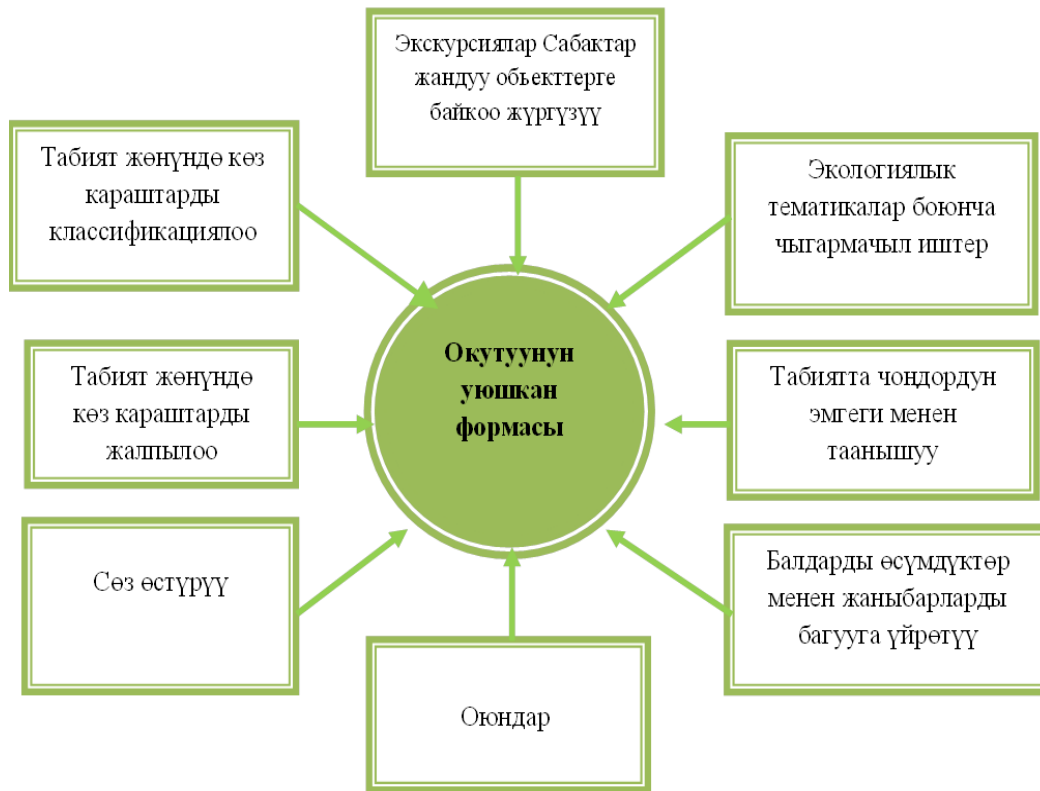 Экскурсиялар Сабактар
жандуу обьекттерге
байкоо жүргүзүү
Табият жөнүндө көз
караштарды
классификациялоо
Экологиялык
тематикалар боюнча
чыгармачыл иштер
Окутуунун
уюшкан
формасы
Табият жөнүндө
көз караштарды
жалпылоо
Табиятта чоңдордун
эмгеги менен
таанышуу
Сөз өстүрүү
Балдарды өсүмдүктөр
менен жаныбарларды
багууга үйрөтүү
Оюндар